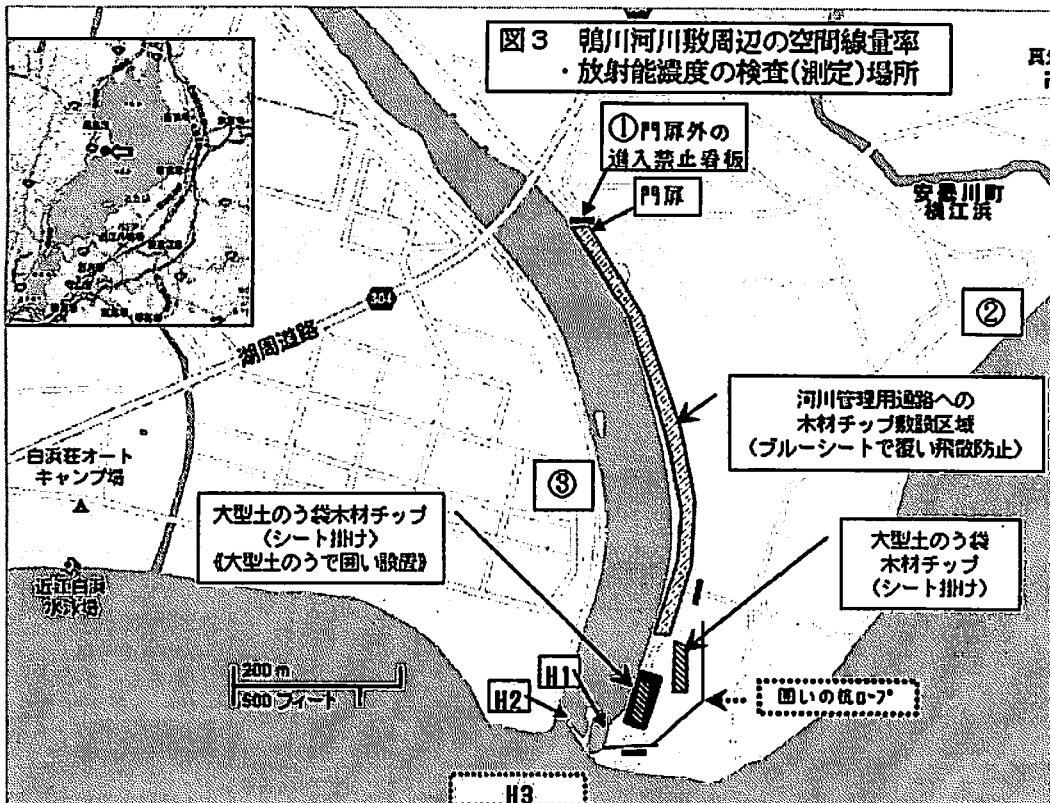 図3 鴨川河川敷周辺の空間線量率
・放射能濃度の検査(測定)場所
①門扉外の
進入禁止看板
門扉
安曇川町
横江浜
304
湖周道路
②
河川管理用通路への
木材チップ敷設区域
(ブルーシートで覆い飛散防止)
白浜荘オート
キャンプ場
③
大型土のう袋木材チップ
(シート掛け)
《大型土のうで囲い設置》
大型土のう袋
木材チップ
(シート掛け)
近江白浜
水泳場
200 m
500 フィート
H1
H2
囲いの杭ロープ
H3